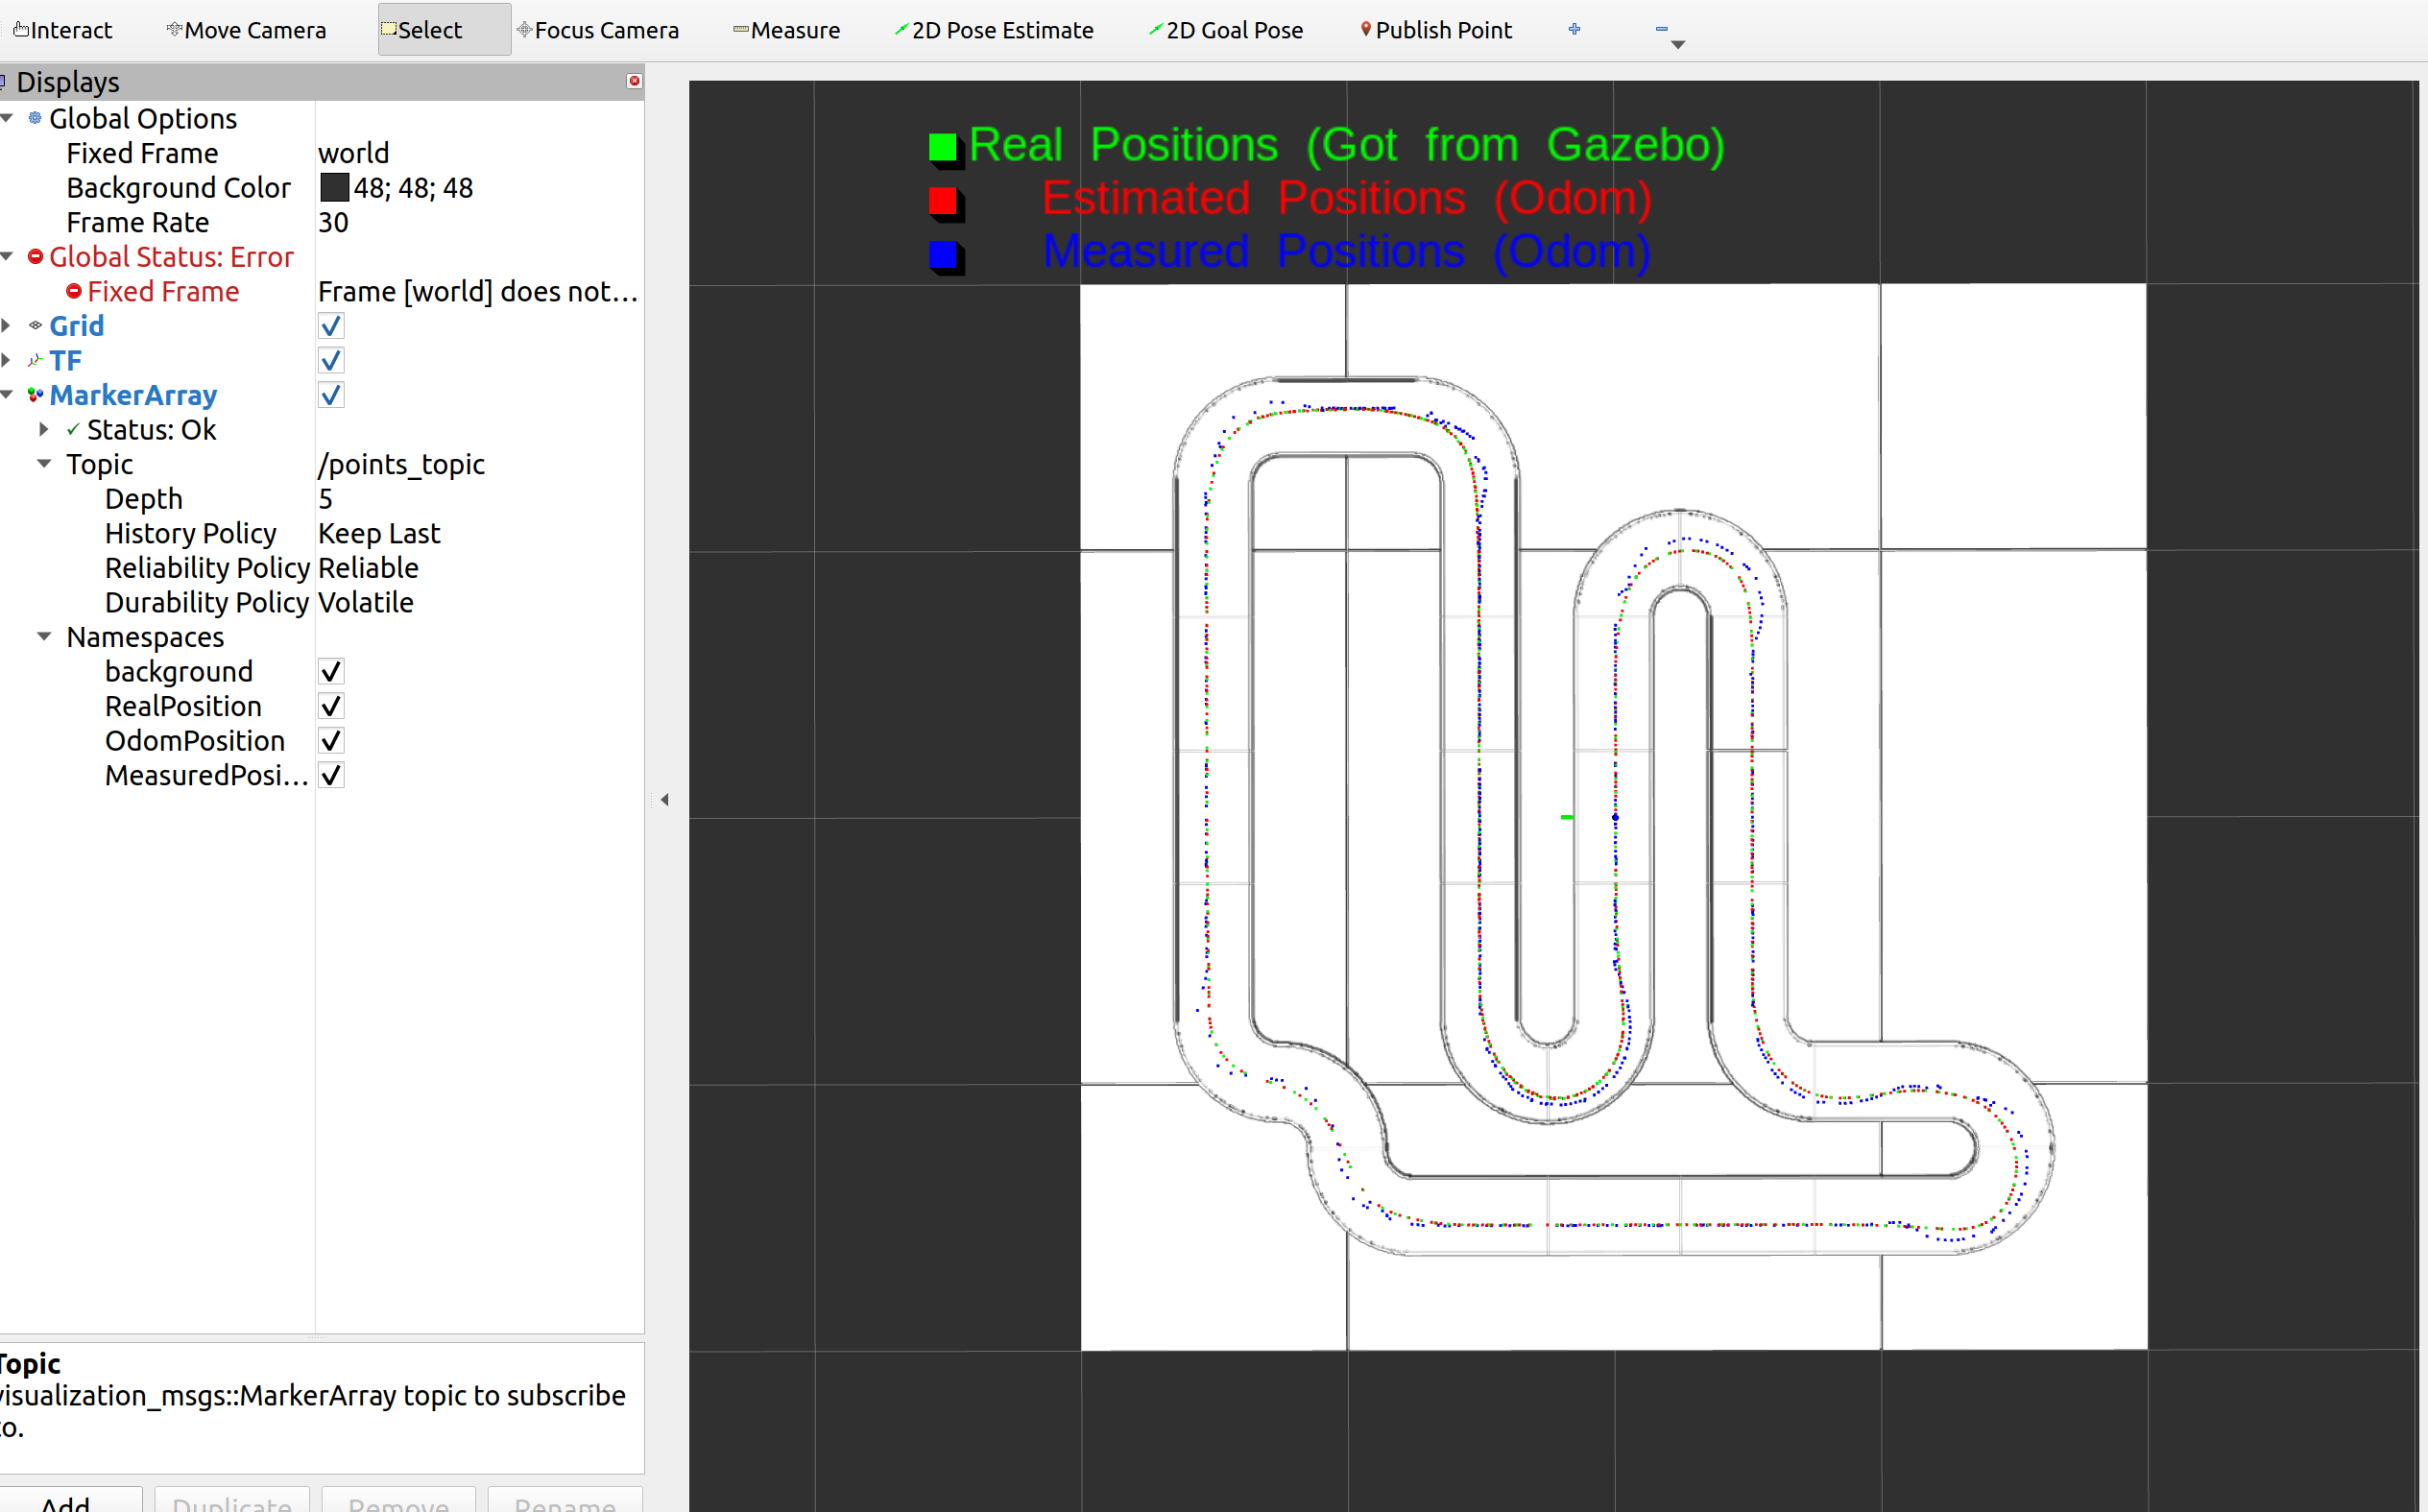 Interact Move Camera Select Focus Camera Measure 2D Pose Estimate 2D Goal Pose Publish Point
Displays
Global Options
Fixed Frame world
Background Color 48; 48; 48
Frame Rate 30
Global Status: Error
Fixed Frame Frame [world] does not…
Grid
TF
MarkerArray
Status: Ok
Topic /points_topic
Depth 5
History Policy Keep Last
Reliability Policy Reliable
Durability Policy Volatile
Namespaces
background
RealPosition
OdomPosition
MeasuredPosi…
Topic
visualization_msgs::MarkerArray topic to subscribe
to.
Add Duplicate Remove Rename
Real Positions (Got from Gazebo)
Estimated Positions (Odom)
Measured Positions (Odom)